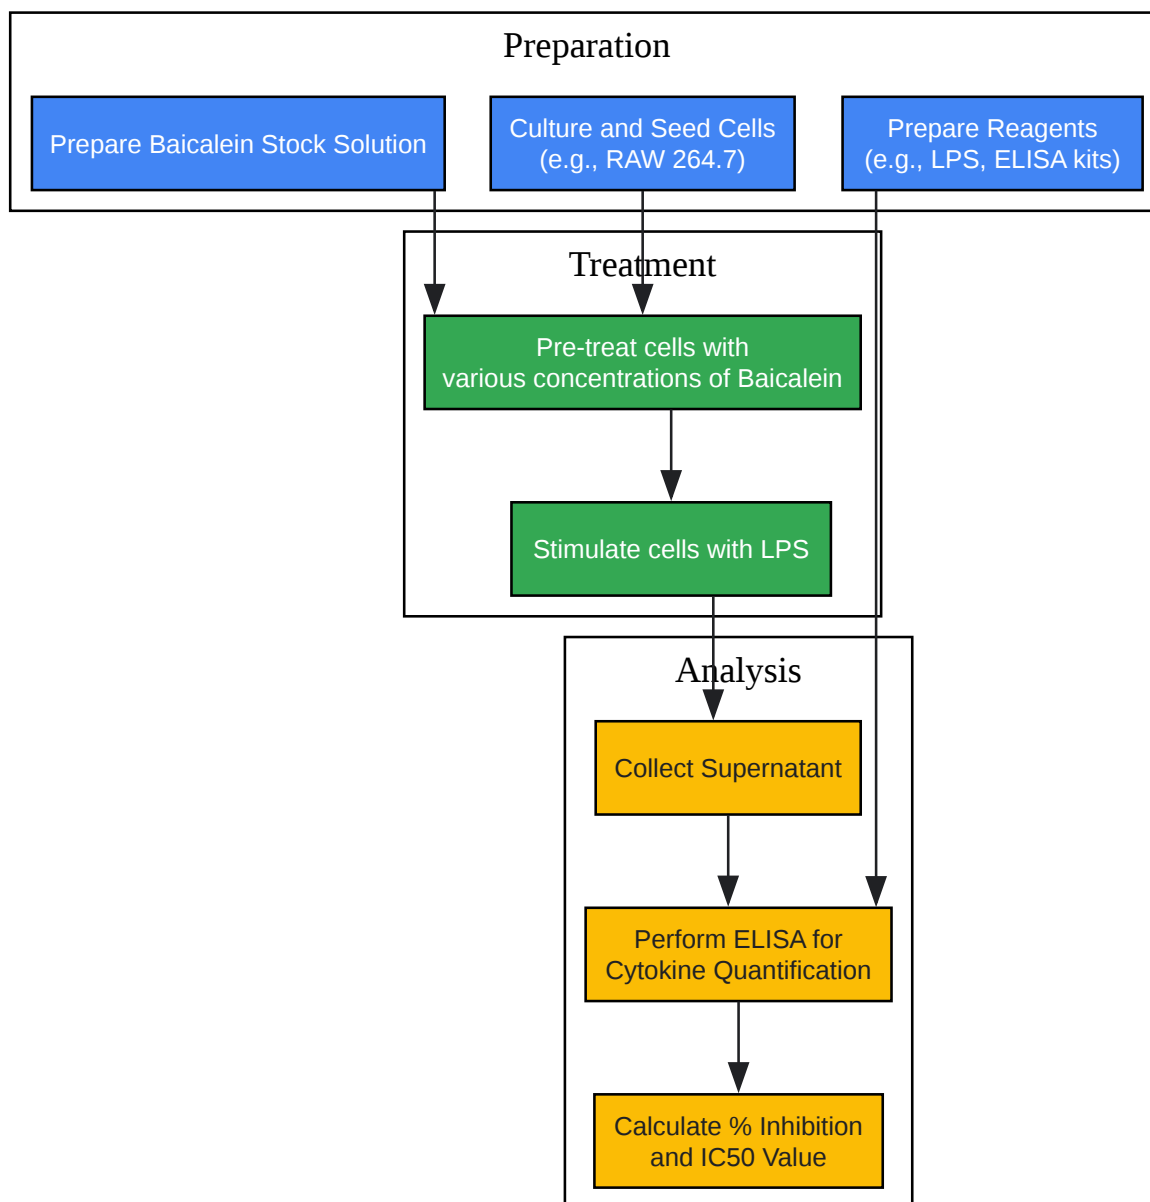 Preparation
Prepare Baicalein Stock Solution
Culture and Seed Cells
(e.g., RAW 264.7)
Prepare Reagents
(e.g., LPS, ELISA kits)
Treatment
Pre-treat cells with
various concentrations of Baicalein
Stimulate cells with LPS
Analysis
Collect Supernatant
Perform ELISA for
Cytokine Quantification
Calculate % Inhibition
and IC50 Value